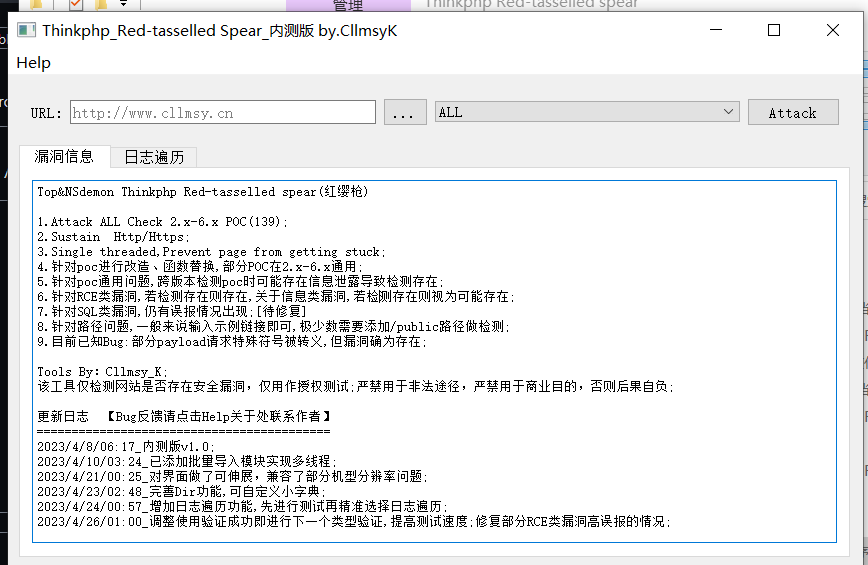 管理
Thinkphp Red-tasselled spear
Thinkphp_Red-tasselled Spear_内测版 by.CllmsyK
Help
URL: http://www.cllmsy.cn ... ALL Attack
漏洞信息 日志遍历
Top&NSdemon Thinkphp Red-tasselled spear(红缨枪)
1.Attack ALL Check 2.x-6.x POC(139);
2.Sustain  Http/Https;
3.Single threaded,Prevent page from getting stuck;
4.针对poc进行改造、函数替换,部分POC在2.x-6.x通用;
5.针对poc通用问题,跨版本检测poc时可能存在信息泄露导致检测存在;
6.针对RCE类漏洞,若检测存在则存在,关于信息类漏洞,若检测存在则视为可能存在;
7.针对SQL类漏洞,仍有误报情况出现;[待修复]
8.针对路径问题,一般来说输入示例链接即可,极少数需要添加/public路径做检测;
9.目前已知Bug:部分payload请求特殊符号被转义,但漏洞确为存在;
Tools By: Cllmsy_K;
该工具仅检测网站是否存在安全漏洞，仅用作授权测试;严禁用于非法途径，严禁用于商业目的，否则后果自负;
更新日志  【Bug反馈请点击Help关于处联系作者】
==========================================
2023/4/8/06:17_内测版v1.0;
2023/4/10/03:24_已添加批量导入模块实现多线程;
2023/4/21/00:25_对界面做了可伸展，兼容了部分机型分辨率问题;
2023/4/23/02:48_完善Dir功能,可自定义小字典;
2023/4/24/00:57_增加日志遍历功能,先进行测试再精准选择日志遍历;
2023/4/26/01:00_调整使用验证成功即进行下一个类型验证,提高测试速度;修复部分RCE类漏洞高误报的情况;